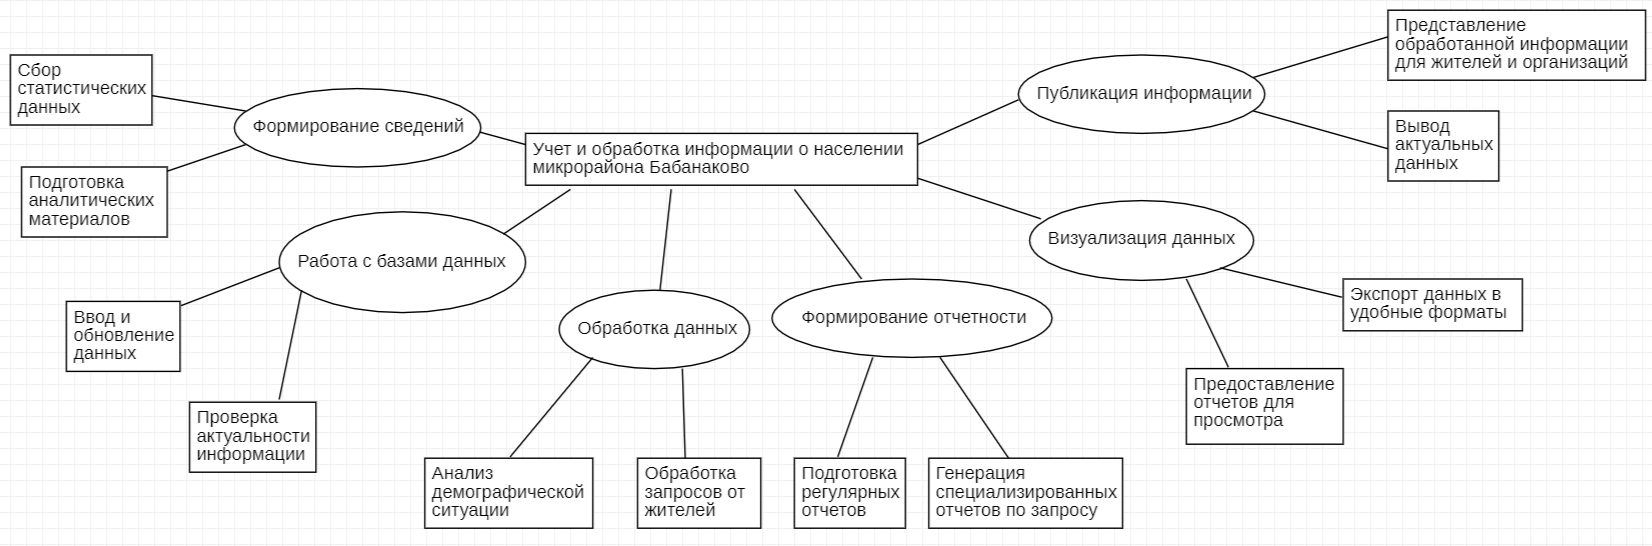 Представление
обработанной информации
для жителей и организаций
Сбор
статистических
данных
Публикация информации
Формирование сведений
Вывод
актуальных
данных
Учет и обработка информации о населении
микрорайона Бабанаково
Подготовка
аналитических
материалов
Визуализация данных
Работа с базами данных
Экспорт данных в
удобные форматы
Ввод и
обновление
данных
Обработка данных
Формирование отчетности
Предоставление
отчетов для
просмотра
Проверка
актуальности
информации
Анализ
демографической
ситуации
Обработка
запросов от
жителей
Подготовка
регулярных
отчетов
Генерация
специализированных
отчетов по запросу